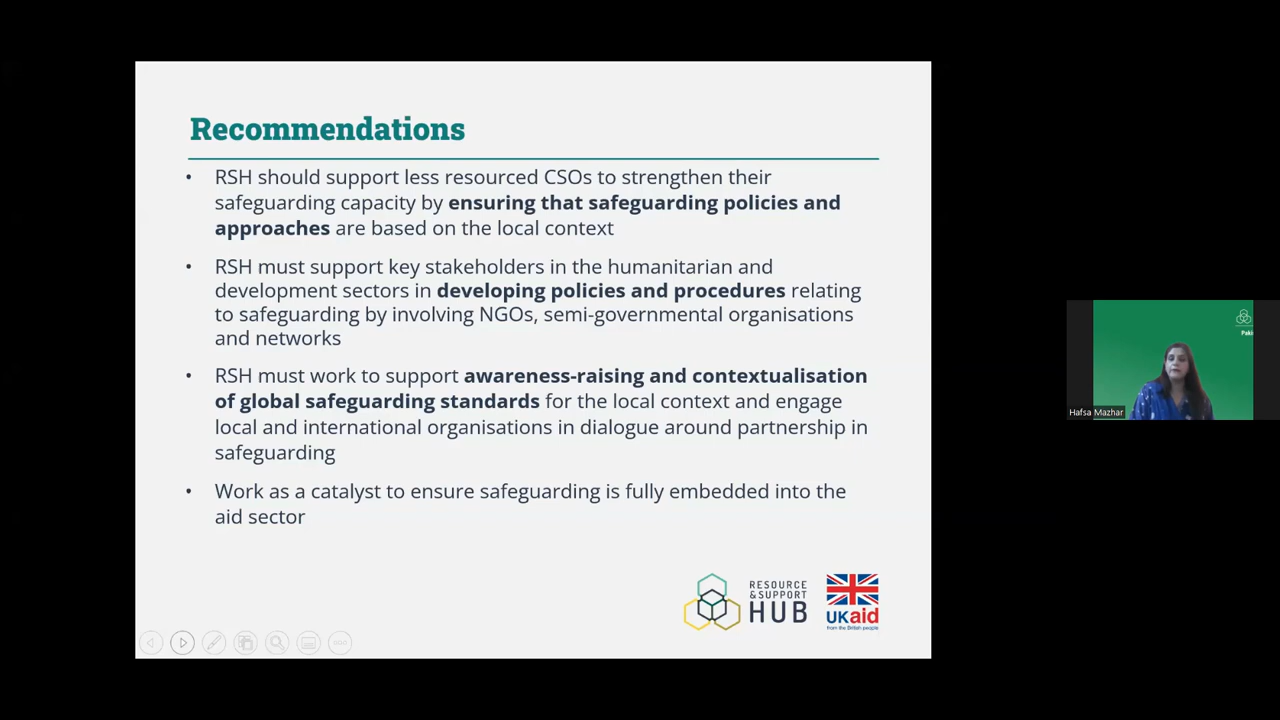 Recommendations
• RSH should support less resourced CSOs to strengthen their
safeguarding capacity by ensuring that safeguarding policies and
approaches are based on the local context
• RSH must support key stakeholders in the humanitarian and
development sectors in developing policies and procedures relating
to safeguarding by involving NGOs, semi-governmental organisations
and networks
• RSH must work to support awareness-raising and contextualisation
of global safeguarding standards for the local context and engage
local and international organisations in dialogue around partnership in
safeguarding
• Work as a catalyst to ensure safeguarding is fully embedded into the
aid sector
RESOURCE
&SUPPORT
HUB
UKaid
from the British people
Paki
Hafsa Mazhar